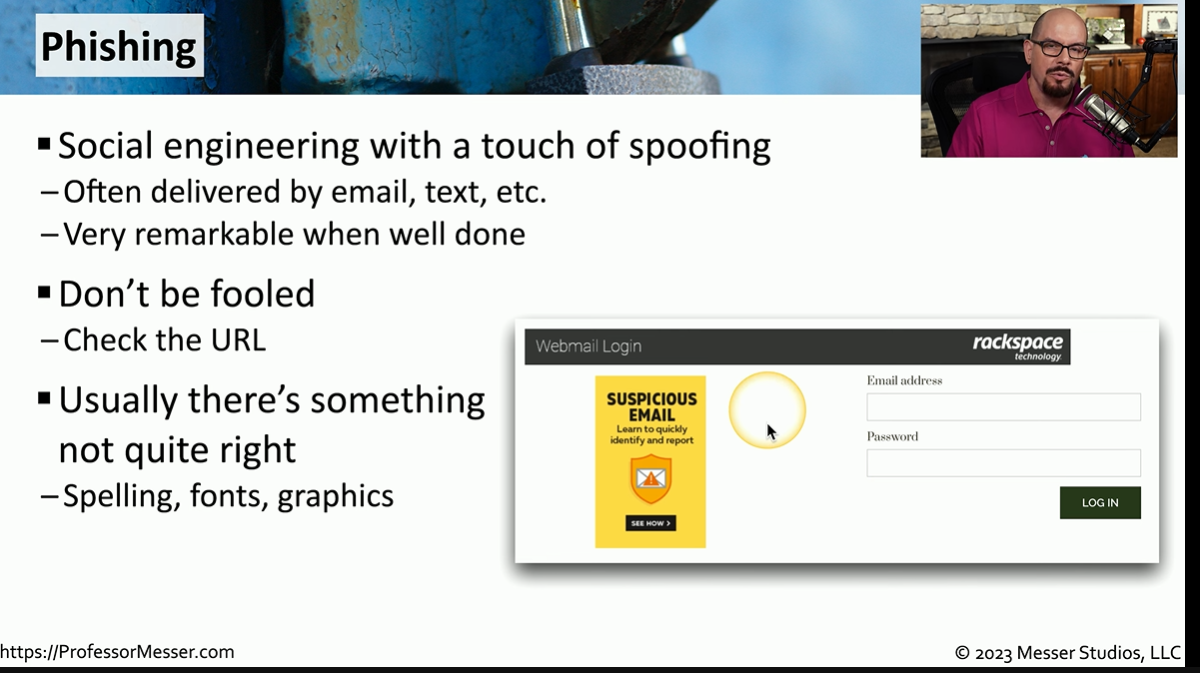 Phishing
▪ Social engineering with a touch of spoofing
– Often delivered by email, text, etc.
– Very remarkable when well done
▪ Don’t be fooled
– Check the URL
▪ Usually there’s something
not quite right
– Spelling, fonts, graphics
Webmail Login
rackspace
technology.
SUSPICIOUS
EMAIL
Learn to quickly
identify and report
SEE HOW >
Email address
Password
LOG IN
https://ProfessorMesser.com
© 2023 Messer Studios, LLC